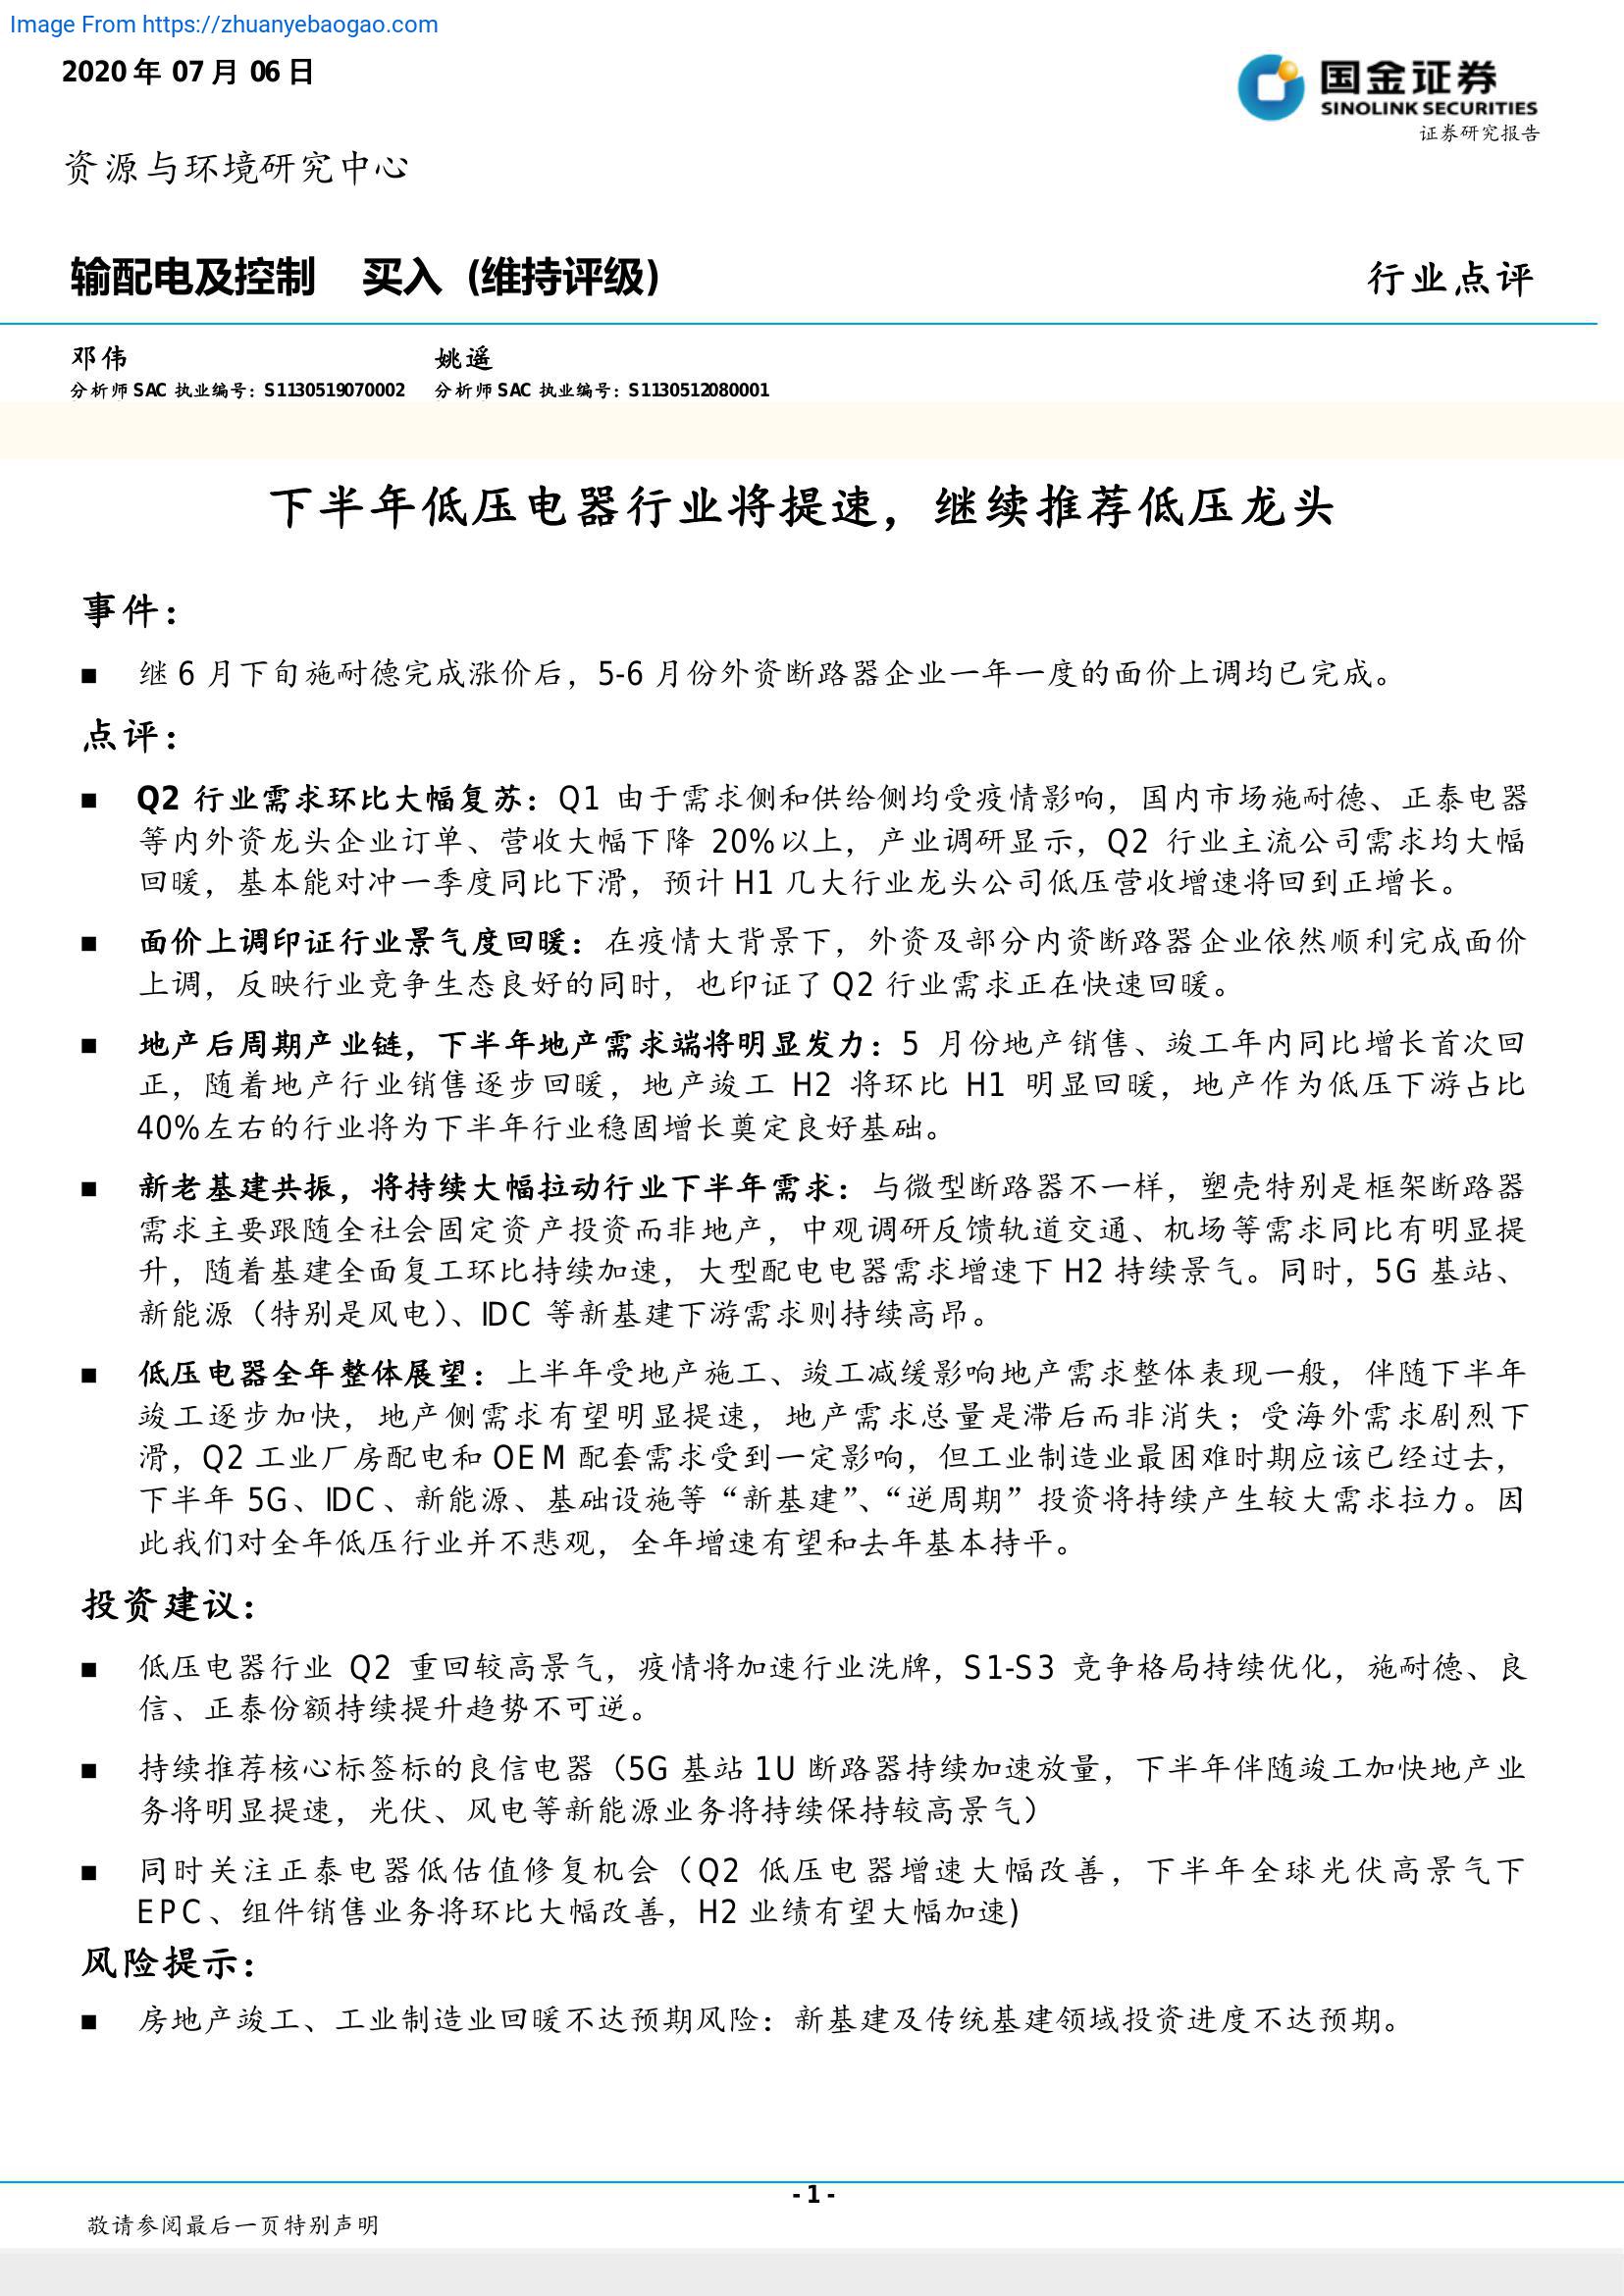 Image From https://zhuanyebaogao.com
2020 年 07 月 06 日
国金证券
SINOLINK SECURITIES
证券研究报告
资源与环境研究中心
输配电及控制 买入 (维持评级)
行业点评
邓伟 姚遥
分析师 SAC 执业编号：S1130519070002 分析师 SAC 执业编号：S1130512080001
下半年低压电器行业将提速，继续推荐低压龙头
事件：
■ 继 6 月下旬施耐德完成涨价后，5-6 月份外资断路器企业一年一度的面价上调均已完成。
点评：
■ Q2 行业需求环比大幅复苏：Q1 由于需求侧和供给侧均受疫情影响，国内市场施耐德、正泰电器
等内外资龙头企业订单、营收大幅下降 20%以上，产业调研显示，Q2 行业主流公司需求均大幅
回暖，基本能对冲一季度同比下滑，预计 H1 几大行业龙头公司低压营收增速将回到正增长。
■ 面价上调印证行业景气度回暖：在疫情大背景下，外资及部分内资断路器企业依然顺利完成面价
上调，反映行业竞争生态良好的同时，也印证了 Q2 行业需求正在快速回暖。
■ 地产后周期产业链，下半年地产需求端将明显发力：5 月份地产销售、竣工年内同比增长首次回
正，随着地产行业销售逐步回暖，地产竣工 H2 将环比 H1 明显回暖，地产作为低压下游占比
40%左右的行业将为下半年行业稳固增长奠定良好基础。
■ 新老基建共振，将持续大幅拉动行业下半年需求：与微型断路器不一样，塑壳特别是框架断路器
需求主要跟随全社会固定资产投资而非地产，中观调研反馈轨道交通、机场等需求同比有明显提
升，随着基建全面复工环比持续加速，大型配电电器需求增速下 H2 持续景气。同时，5G 基站、
新能源（特别是风电）、IDC 等新基建下游需求则持续高昂。
■ 低压电器全年整体展望：上半年受地产施工、竣工减缓影响地产需求整体表现一般，伴随下半年
竣工逐步加快，地产侧需求有望明显提速，地产需求总量是滞后而非消失；受海外需求剧烈下
滑，Q2 工业厂房配电和 OEM 配套需求受到一定影响，但工业制造业最困难时期应该已经过去，
下半年 5G、IDC、新能源、基础设施等“新基建”、“逆周期”投资将持续产生较大需求拉力。因
此我们对全年低压行业并不悲观，全年增速有望和去年基本持平。
投资建议：
■ 低压电器行业 Q2 重回较高景气，疫情将加速行业洗牌，S1-S3 竞争格局持续优化，施耐德、良
信、正泰份额持续提升趋势不可逆。
■ 持续推荐核心标签标的良信电器（5G 基站 1U 断路器持续加速放量，下半年伴随竣工加快地产业
务将明显提速，光伏、风电等新能源业务将持续保持较高景气）
■ 同时关注正泰电器低估值修复机会（Q2 低压电器增速大幅改善，下半年全球光伏高景气下
EPC、组件销售业务将环比大幅改善，H2 业绩有望大幅加速)
风险提示：
■ 房地产竣工、工业制造业回暖不达预期风险：新基建及传统基建领域投资进度不达预期。
- 1 -
敬请参阅最后一页特别声明